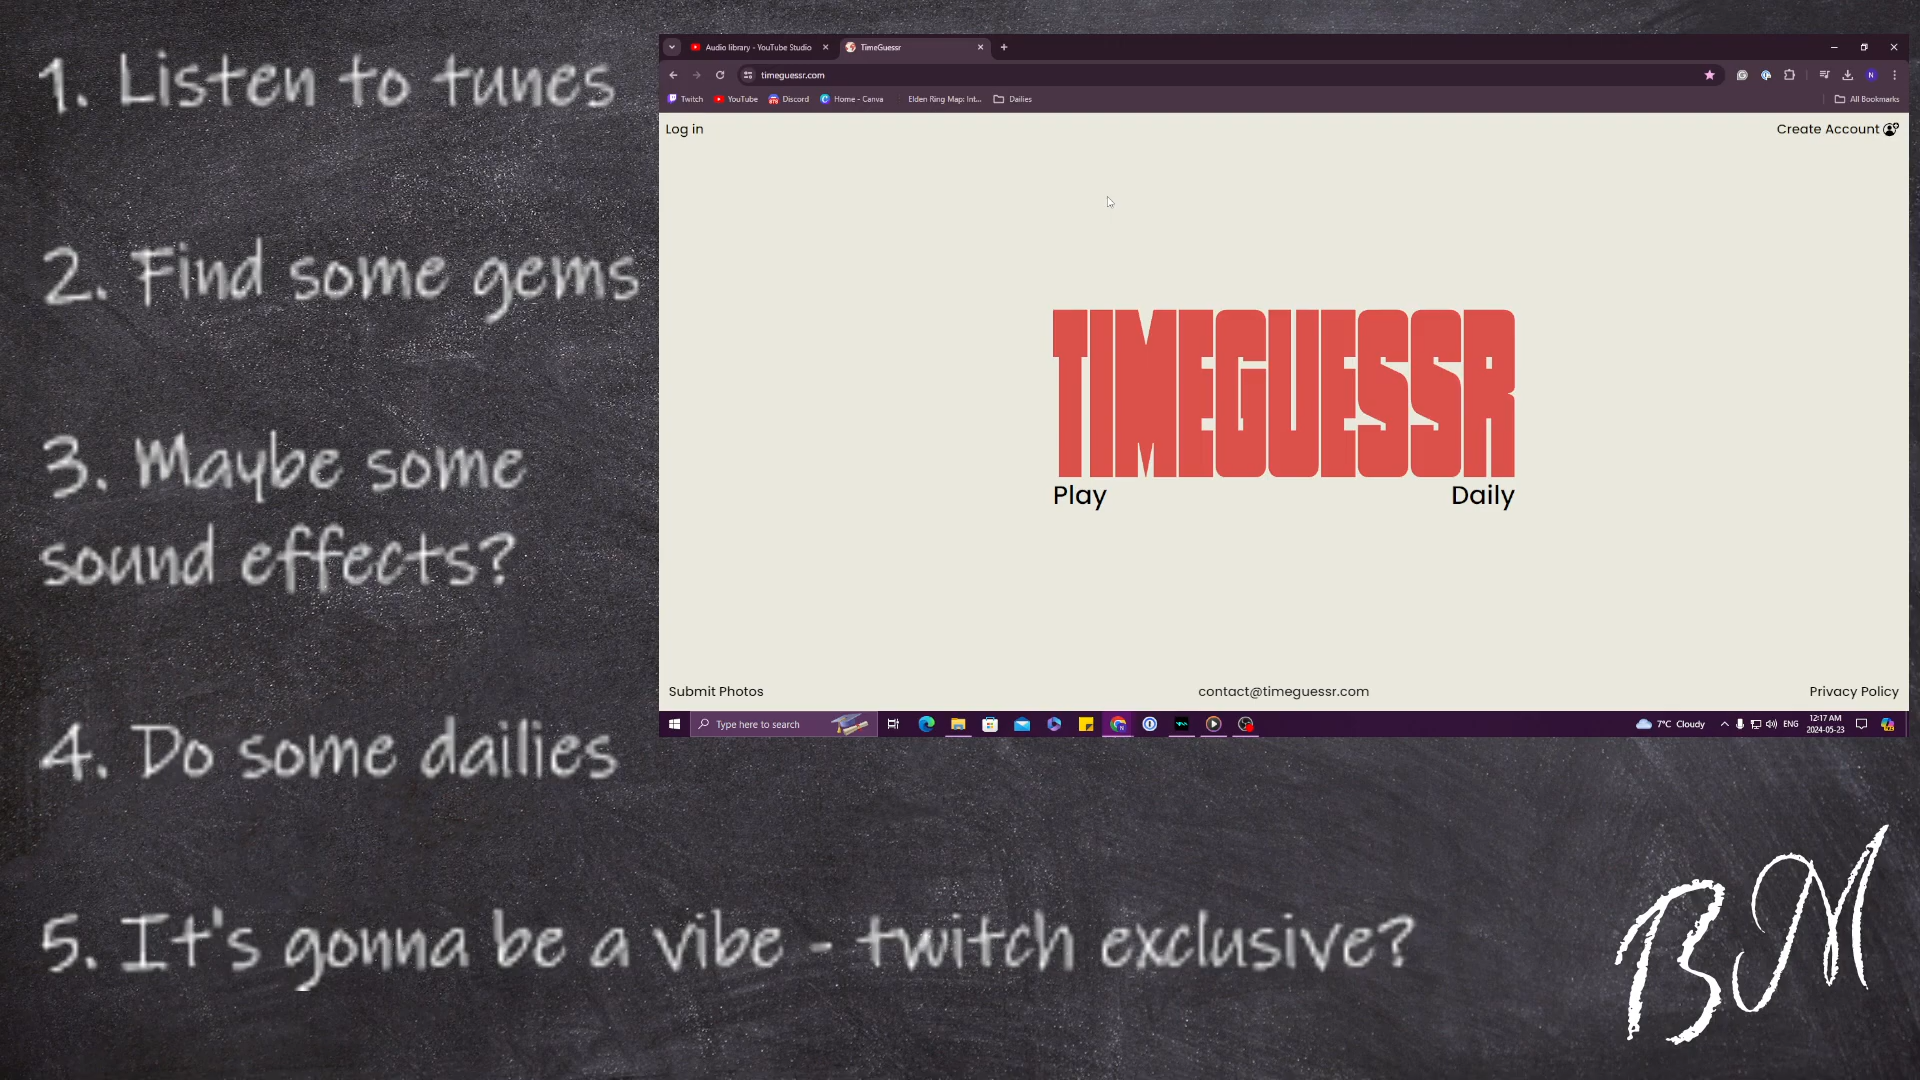 1. Listen to tunes
2. Find some gems
3. Maybe some
sound effects?
4. Do some dailies
5. It's gonna be a vibe - twitch exclusive?
BM
Audio library - YouTube Studio
TimeGuessr
timeguessr.com
Twitch
YouTube
Discord
Home - Canva
Elden Ring Map: Int...
Dailies
All Bookmarks
Log in
Create Account
TIMEGUESSR
Play
Daily
Submit Photos
contact@timeguessr.com
Privacy Policy
Type here to search
7°C Cloudy
ENG
12:17 AM
2024-05-23